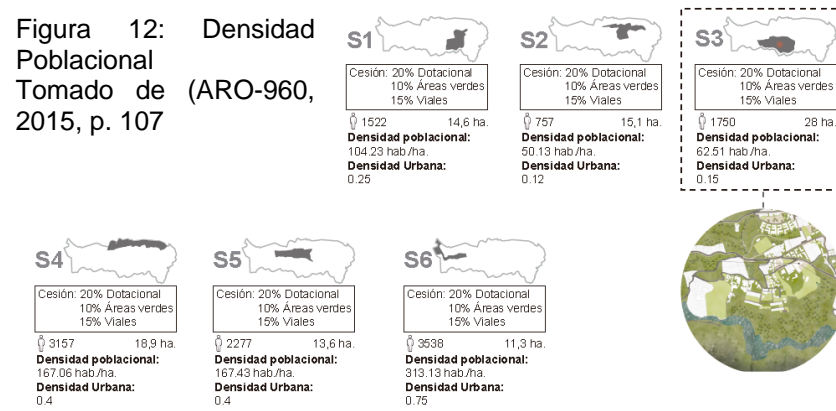 Figura 12: Densidad
Poblacional
Tomado de (ARO-960,
2015, p. 107
S1
Cesión: 20% Dotacional
10% Áreas verdes
15% Viales
1522 14,6 ha.
Densidad poblacional:
104.23 hab./ha.
Densidad Urbana:
0.25
S2
Cesión: 20% Dotacional
10% Áreas verdes
15% Viales
757 15,1 ha.
Densidad poblacional:
50.13 hab./ha.
Densidad Urbana:
0.12
S3
Cesión: 20% Dotacional
10% Áreas verdes
15% Viales
1750 28 ha.
Densidad poblacional:
62.51 hab./ha.
Densidad Urbana:
0.15
S4
Cesión: 20% Dotacional
10% Áreas verdes
15% Viales
3157 18,9 ha.
Densidad poblacional:
167.06 hab./ha.
Densidad Urbana:
0.4
S5
Cesión: 20% Dotacional
10% Áreas verdes
15% Viales
2277 13,6 ha.
Densidad poblacional:
167.43 hab./ha.
Densidad Urbana:
0.4
S6
Cesión: 20% Dotacional
10% Áreas verdes
15% Viales
3538 11,3 ha.
Densidad poblacional:
313.13 hab./ha.
Densidad Urbana:
0.75